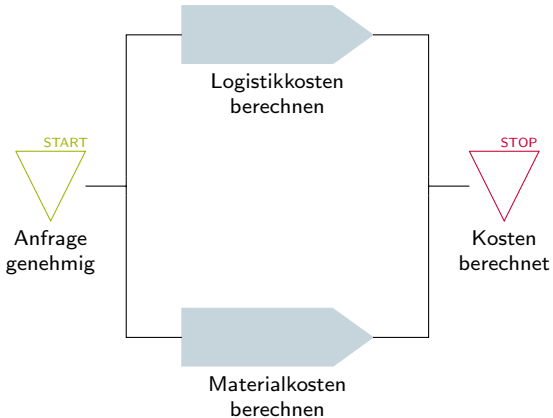 Logistikkosten
berechnen
START
Anfrage
genehmig
STOP
Kosten
berechnet
Materialkosten
berechnen